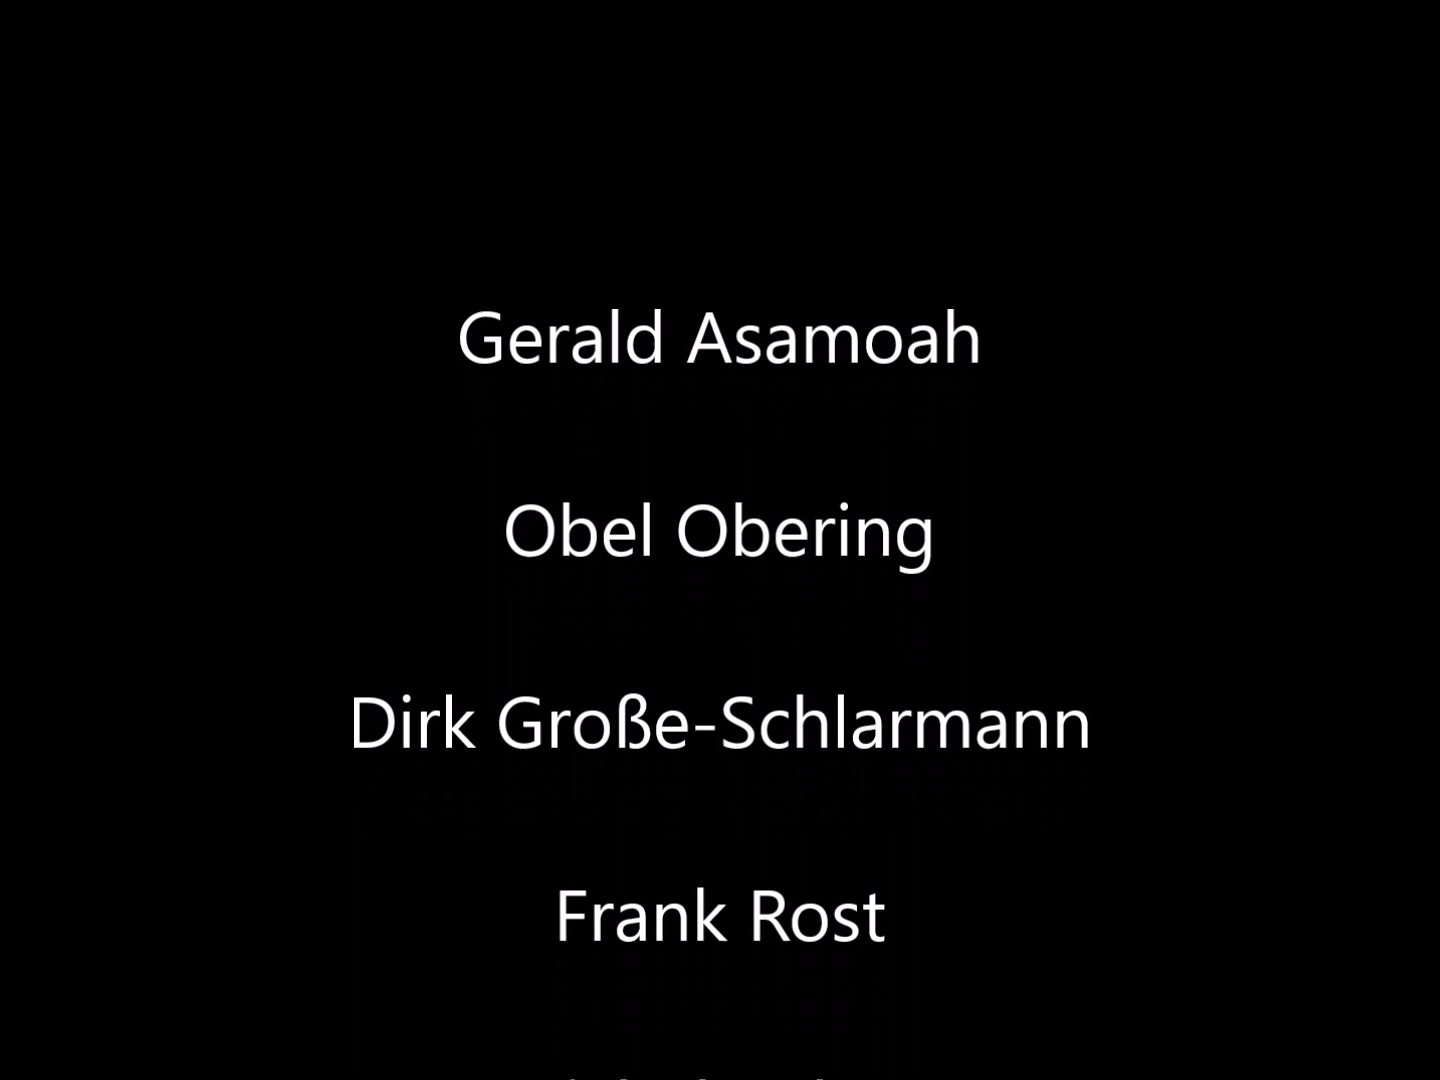 Gerald Asamoah
Obel Obering
Dirk Große-Schlarmann
Frank Rost